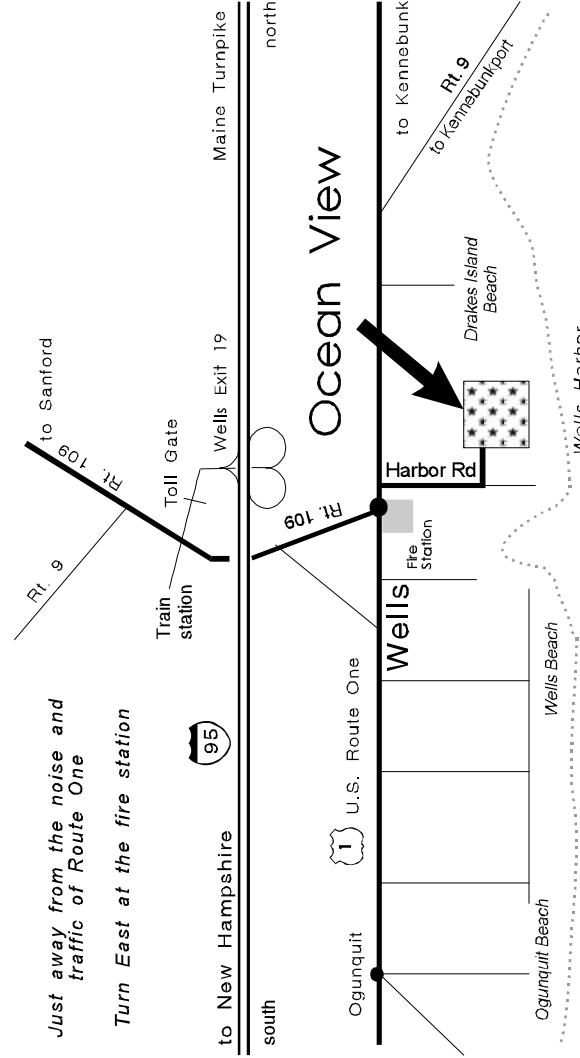 Just away from the noise and
traffic of Route One
Turn East at the fire station
Rt. 9
to Sanford
Rt. 109
Train
station
Toll Gate
Wells Exit 19
to New Hampshire
95
Maine Turnpike
south
north
Rt. 109
Ocean View
Ogunquit
1
U.S. Route One
Wells
Fire
Station
Harbor Rd
to Kennebunk
Rt. 9
to Kennebunkport
Drakes Island
Beach
Ogunquit Beach
Wells Beach
Wells Harbor